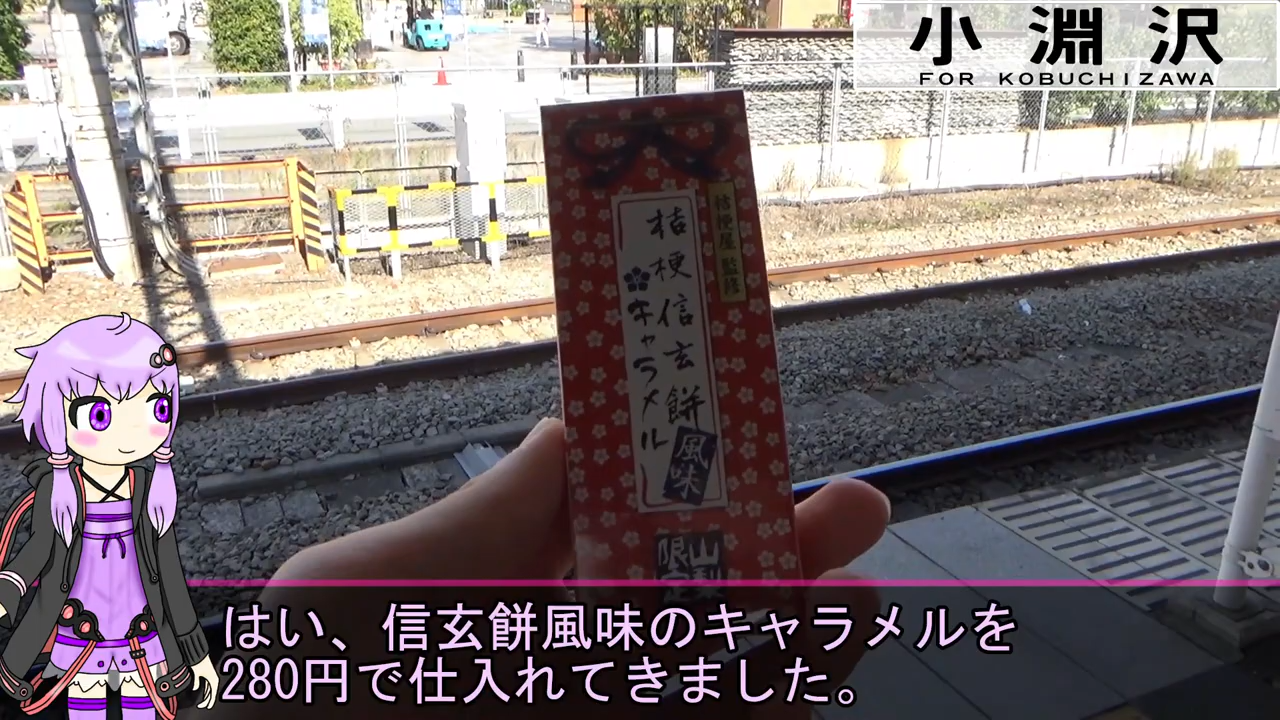 小淵沢
FOR KOBUCHIZAWA
桔梗屋監修
桔梗信玄餅風味
キャラメル
山梨
限定
はい、信玄餅風味のキャラメルを
280円で仕入れてきました。